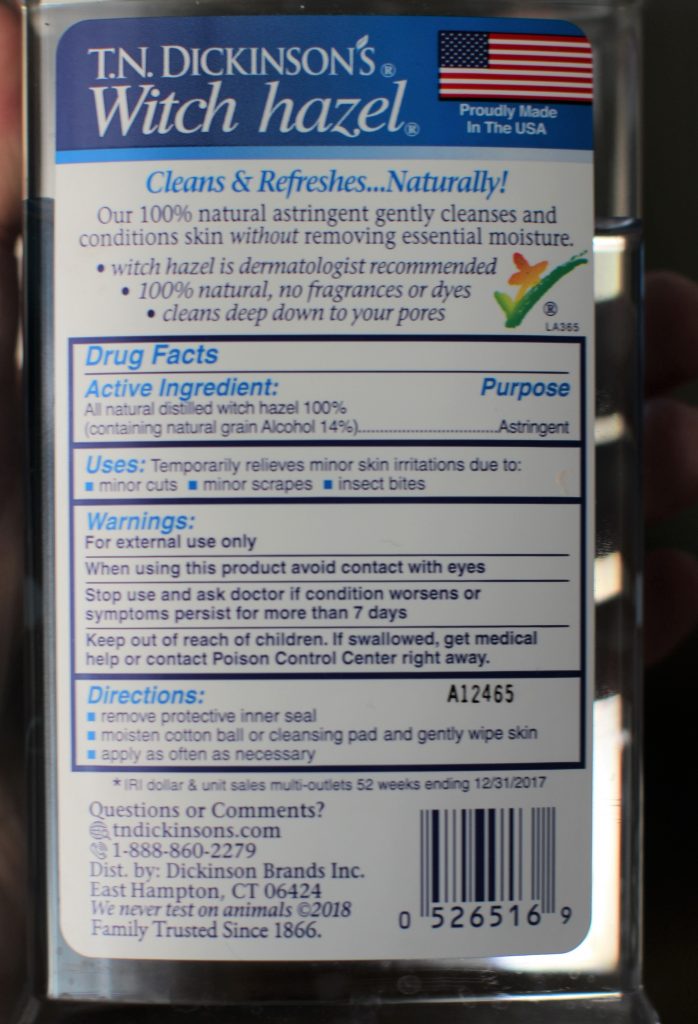 T.N. DICKINSON'S®
Witch hazel®
Proudly Made
In The USA
Cleans & Refreshes...Naturally!
Our 100% natural astringent gently cleanses and
conditions skin without removing essential moisture.
• witch hazel is dermatologist recommended
• 100% natural, no fragrances or dyes
• cleans deep down to your pores
®
LA365
Drug Facts
Active Ingredient: Purpose
All natural distilled witch hazel 100%
(containing natural grain Alcohol 14%)..............................Astringent
Uses: Temporarily relieves minor skin irritations due to:
■ minor cuts ■ minor scrapes ■ insect bites
Warnings:
For external use only
When using this product avoid contact with eyes
Stop use and ask doctor if condition worsens or
symptoms persist for more than 7 days
Keep out of reach of children. If swallowed, get medical
help or contact Poison Control Center right away.
Directions: A12465
■ remove protective inner seal
■ moisten cotton ball or cleansing pad and gently wipe skin
■ apply as often as necessary
* IRI dollar & unit sales multi-outlets 52 weeks ending 12/31/2017
Questions or Comments?
tndickinsons.com
1-888-860-2279
Dist. by: Dickinson Brands Inc.
East Hampton, CT 06424
We never test on animals ©2018
Family Trusted Since 1866.
0 526516 9